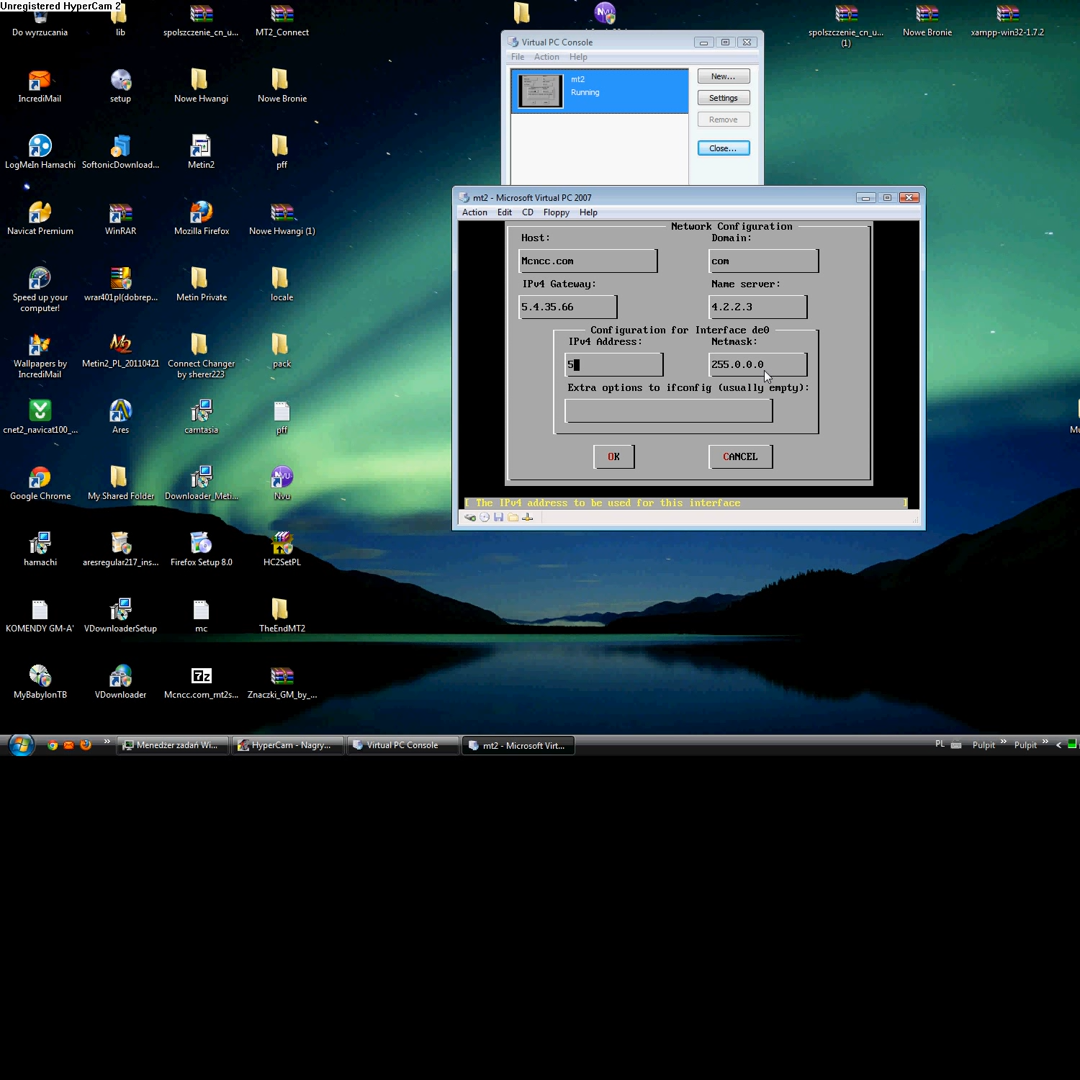 Unregistered HyperCam 2
Do wyrzucania
lib
spolszczenie_cn_u...
MT2_Connect
spolszczenie_cn_u... (1)
Nowe Bronie
xampp-win32-1.7.2
IncrediMail
setup
Nowe Hwangi
Nowe Bronie
LogMeIn Hamachi
SoftonicDownload...
Metin2
pff
Navicat Premium
WinRAR
Mozilla Firefox
Nowe Hwangi (1)
Speed up your computer!
wrar401pl(dobrep...
Metin Private
locale
Wallpapers by IncrediMail
Metin2_PL_20110421
Connect Changer by sherer223
pack
cnet2_navicat100_...
Ares
camtasia
pff
Google Chrome
My Shared Folder
Downloader_Meti...
Nvu
hamachi
aresregular217_ins...
Firefox Setup 8.0
HC2SetPL
KOMENDY GM-A'
VDownloaderSetup
mc
TheEndMT2
MyBabylonTB
VDownloader
Mcncc.com_mt2s...
Znaczki_GM_by_...
Virtual PC Console
File Action Help
mt2
Running
New...
Settings
Remove
Close...
mt2 - Microsoft Virtual PC 2007
Action Edit CD Floppy Help
Network Configuration
Host: Domain:
Mcncc.com com
IPv4 Gateway: Name server:
5.4.35.66 4.2.2.3
Configuration for Interface de0
IPv4 Address: Netmask:
5 255.0.0.0
Extra options to ifconfig (usually empty):
OK CANCEL
[ The IPv4 address to be used for this interface ]
Menedżer zadań Wi...
HyperCam - Nagry...
Virtual PC Console
mt2 - Microsoft Virt...
PL
Pulpit
Pulpit